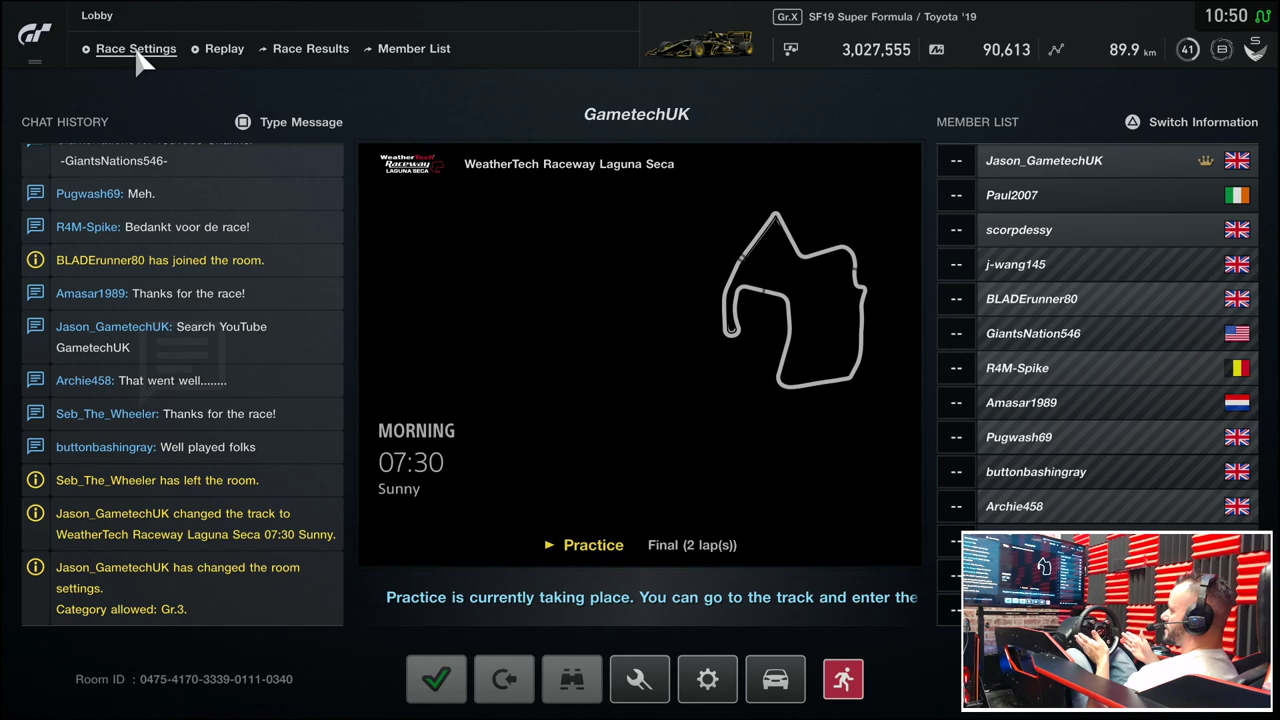 Lobby
Race Settings
Replay
Race Results
Member List
Gr.X
SF19 Super Formula / Toyota '19
3,027,555
90,613
89.9 km
41
B
S
10:50
CHAT HISTORY
Type Message
-GiantsNations546-
Pugwash69: Meh.
R4M-Spike: Bedankt voor de race!
BLADErunner80 has joined the room.
Amasar1989: Thanks for the race!
Jason_GametechUK: Search YouTube
GametechUK
Archie458: That went well........
Seb_The_Wheeler: Thanks for the race!
buttonbashingray: Well played folks
Seb_The_Wheeler has left the room.
Jason_GametechUK changed the track to
WeatherTech Raceway Laguna Seca 07:30 Sunny.
Jason_GametechUK has changed the room
settings.
Category allowed: Gr.3.
GametechUK
WeatherTech
Raceway
LAGUNA SECA
WeatherTech Raceway Laguna Seca
MORNING
07:30
Sunny
Practice
Final (2 lap(s))
Practice is currently taking place. You can go to the track and enter the
MEMBER LIST
Switch Information
-- Jason_GametechUK
-- Paul2007
-- scorpdessy
-- j-wang145
-- BLADErunner80
-- GiantsNation546
-- R4M-Spike
-- Amasar1989
-- Pugwash69
-- buttonbashingray
-- Archie458
Room ID : 0475-4170-3339-0111-0340